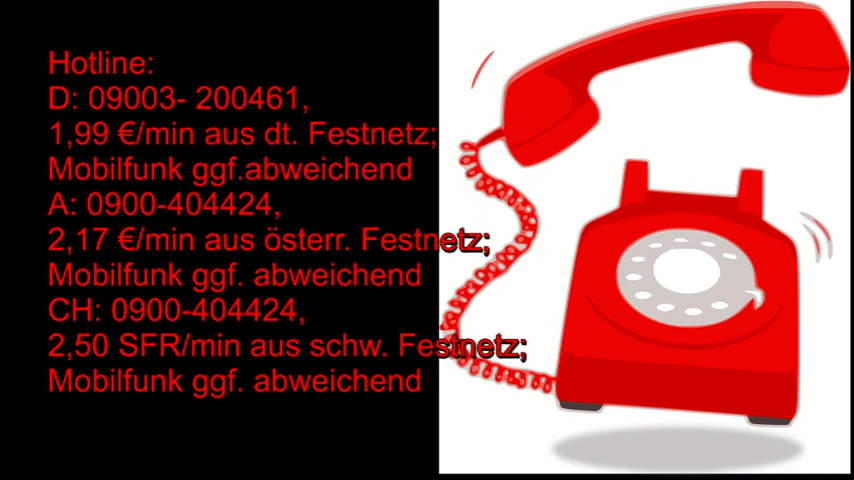 Hotline:
D: 09003- 200461,
1,99 €/min aus dt. Festnetz;
Mobilfunk ggf.abweichend
A: 0900-404424,
2,17 €/min aus österr. Festnetz;
Mobilfunk ggf. abweichend
CH: 0900-404424,
2,50 SFR/min aus schw. Festnetz;
Mobilfunk ggf. abweichend